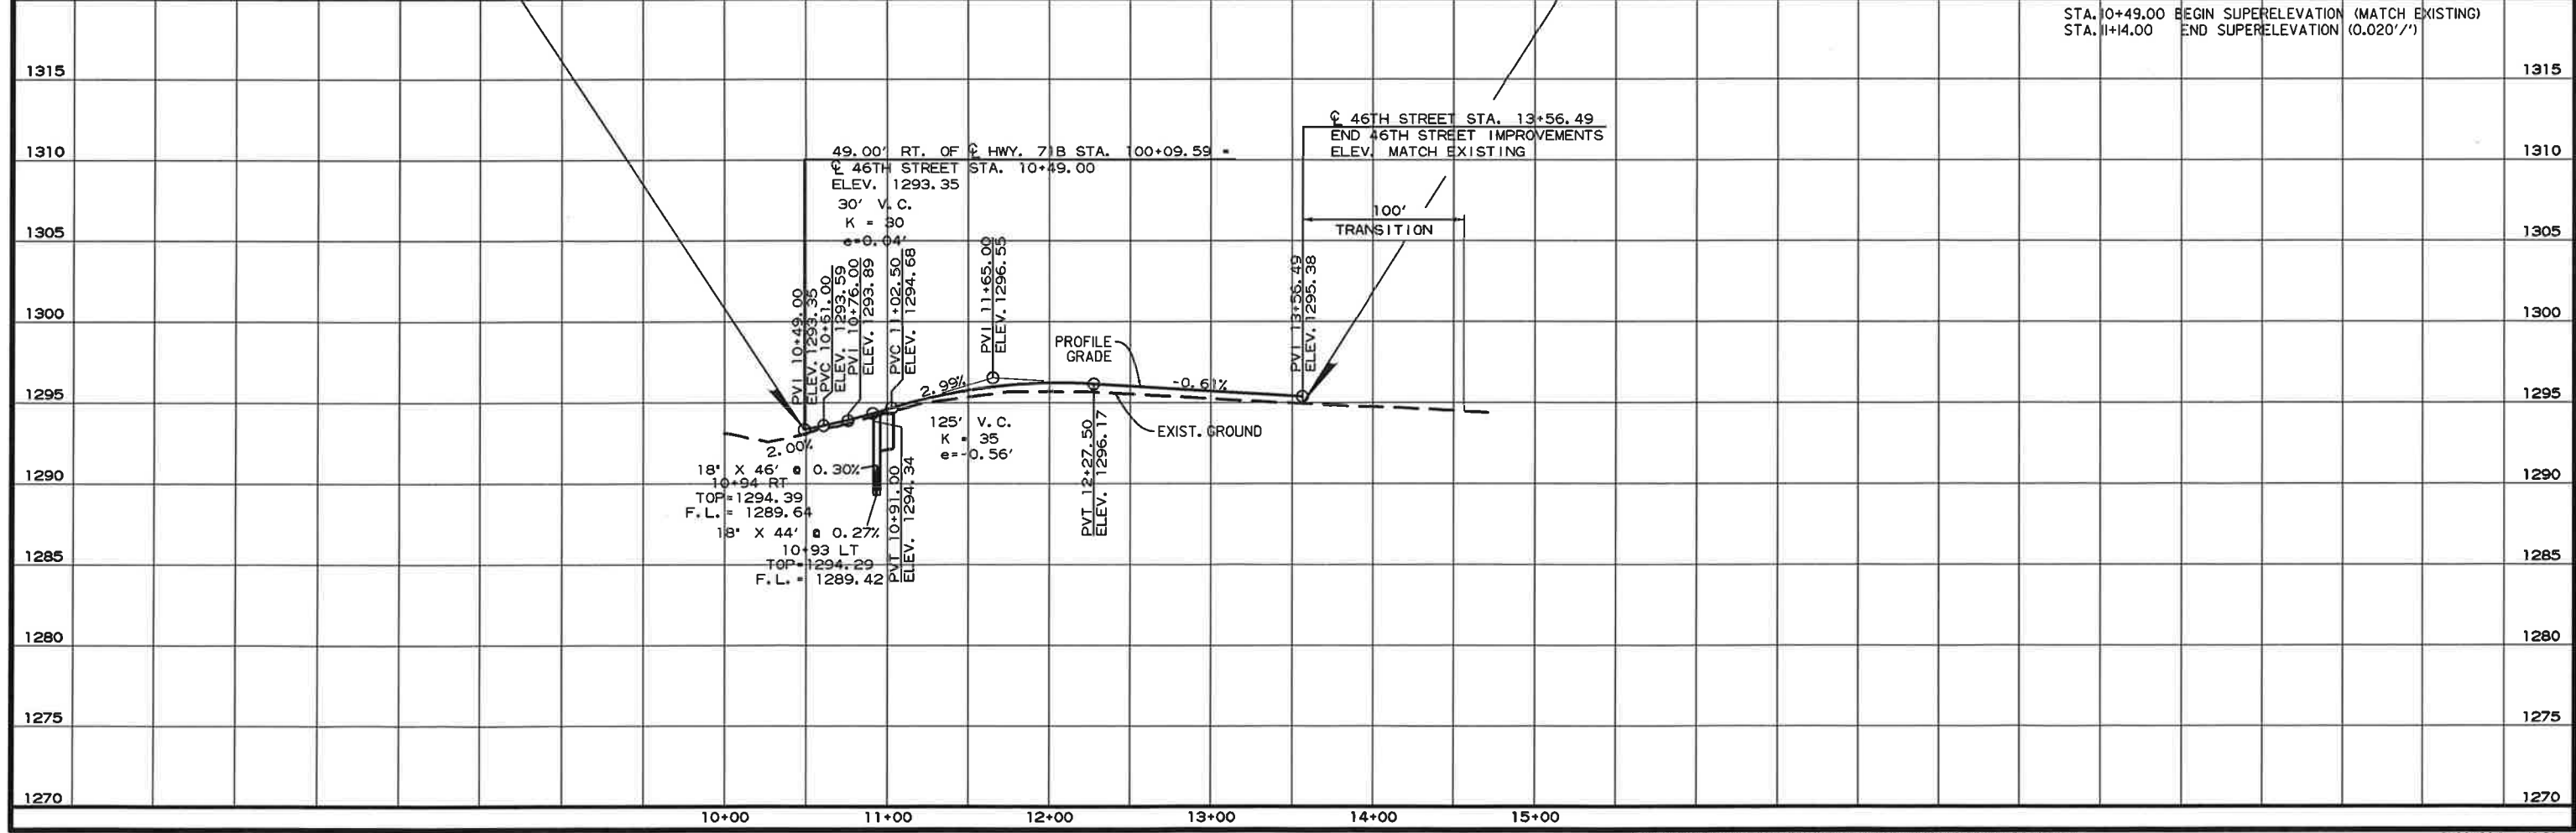 STA. 10+49.00 BEGIN SUPERELEVATION (MATCH EXISTING)
STA. 11+14.00 END SUPERELEVATION (0.020'/')
1315
1315
℄ 46TH STREET STA. 13+56.49
END 46TH STREET IMPROVEMENTS
ELEV. MATCH EXISTING
1310
1310
49.00' RT. OF ℄ HWY. 71B STA. 100+09.59 =
℄ 46TH STREET STA. 10+49.00
ELEV. 1293.35
30' V.C.
K = 30
e=0.04'
100'
TRANSITION
1305
1305
PVI 10+49.00
ELEV. 1293.35
PVC 10+61.00
ELEV. 1293.59
PVI 10+76.00
ELEV. 1293.89
PVC 11+02.50
ELEV. 1294.68
PVI 11+65.00
ELEV. 1296.55
PVI 13+56.49
ELEV. 1295.38
1300
1300
PROFILE
GRADE
2.99%
-0.61%
1295
1295
2.00%
125' V.C.
K = 35
e=-0.56'
EXIST. GROUND
18" X 46' @ 0.30%
10+94 RT
TOP=1294.39
F.L.= 1289.64
1290
1290
18" X 44' @ 0.27%
10+93 LT
TOP=1294.29
F.L.= 1289.42
PVT 10+91.00
ELEV. 1294.34
PVT 12+27.50
ELEV. 1296.17
1285
1285
1280
1280
1275
1275
1270
1270
10+00
11+00
12+00
13+00
14+00
15+00